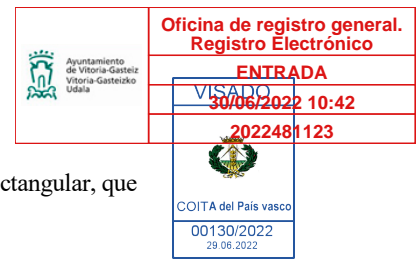 Oficina de registro general.
Registro Electrónico
Ayuntamiento
de Vitoria-Gasteiz
Vitoria-Gasteizko
Udala
ENTRADA
VISADO
30/06/2022 10:42
2022481123
ctangular, que
COITA del País vasco
00130/2022
29.06.2022